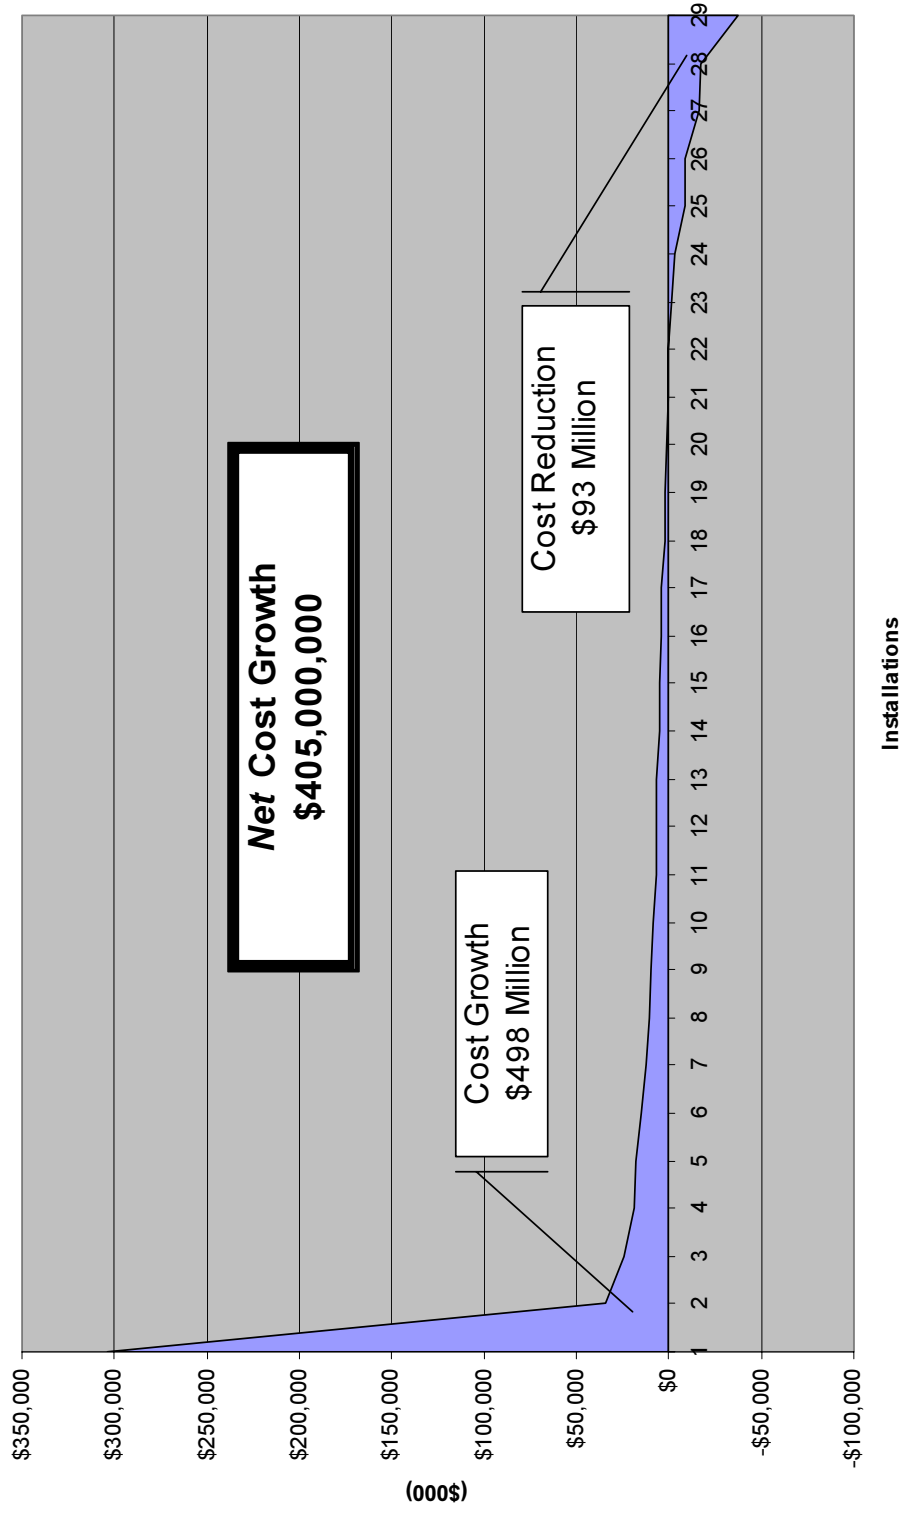 $350,000
$300,000
$250,000
$200,000
$150,000
$100,000
$50,000
$0
-$50,000
-$100,000
($000)
Net Cost Growth
$405,000,000
Cost Growth
$498 Million
Cost Reduction
$93 Million
1 2 3 4 5 6 7 8 9 10 11 12 13 14 15 16 17 18 19 20 21 22 23 24 25 26 27 28 29
Installations